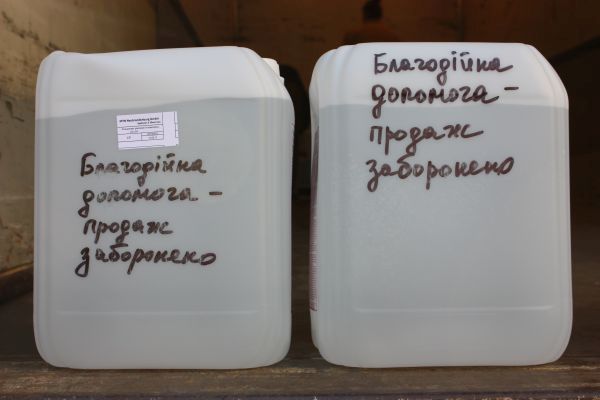 Благодійна
допомога –
продаж
заборонено
Благодійна
допомога –
продаж
заборонено